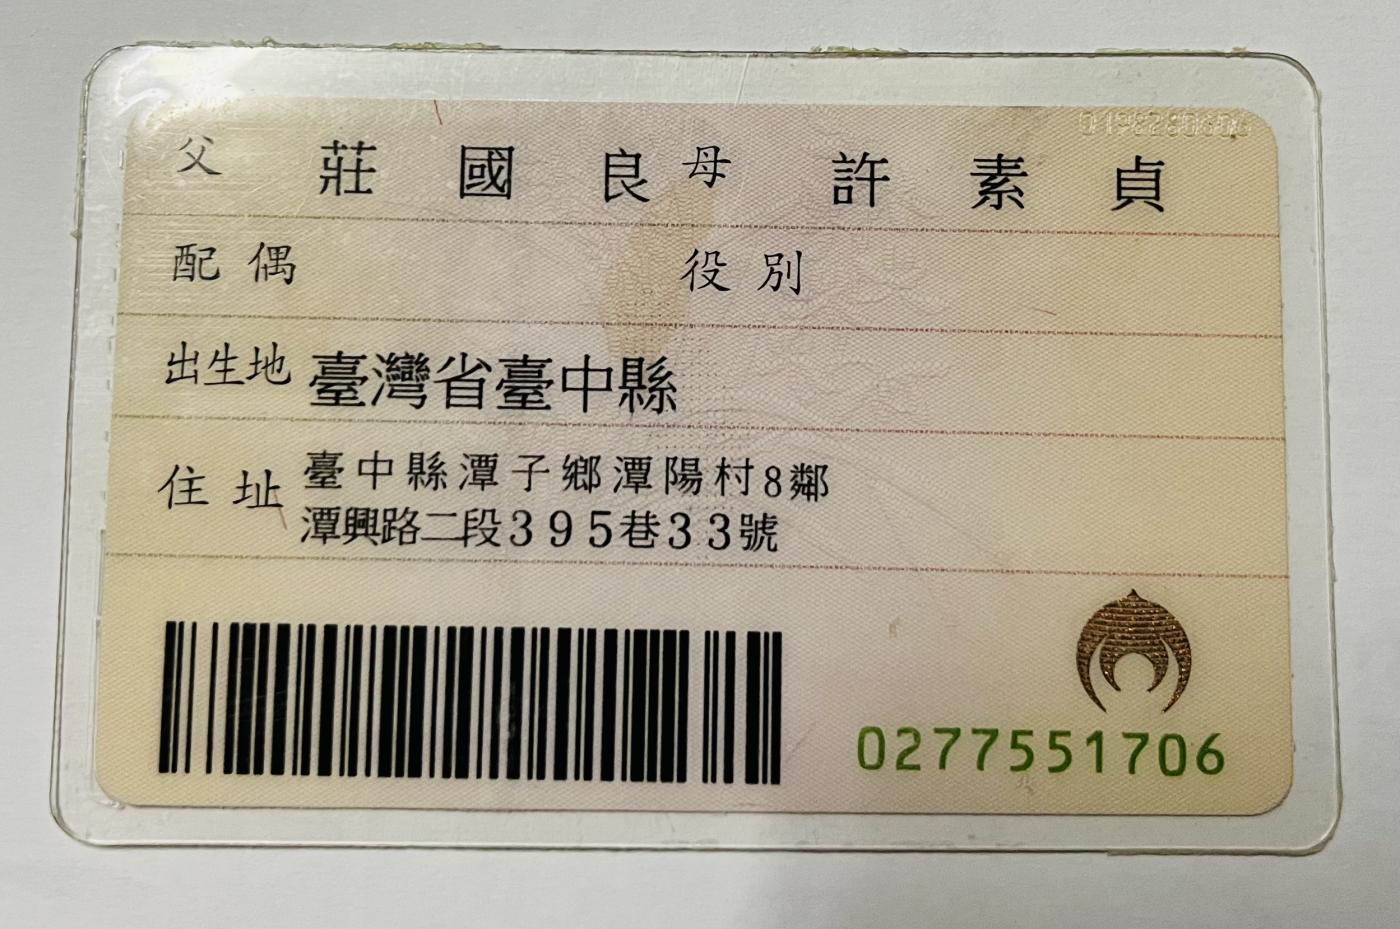 父 莊國良 母 許素貞
配偶 役別
出生地 臺灣省臺中縣
住址 臺中縣潭子鄉潭陽村8鄰
潭興路二段395巷33號
0277551706